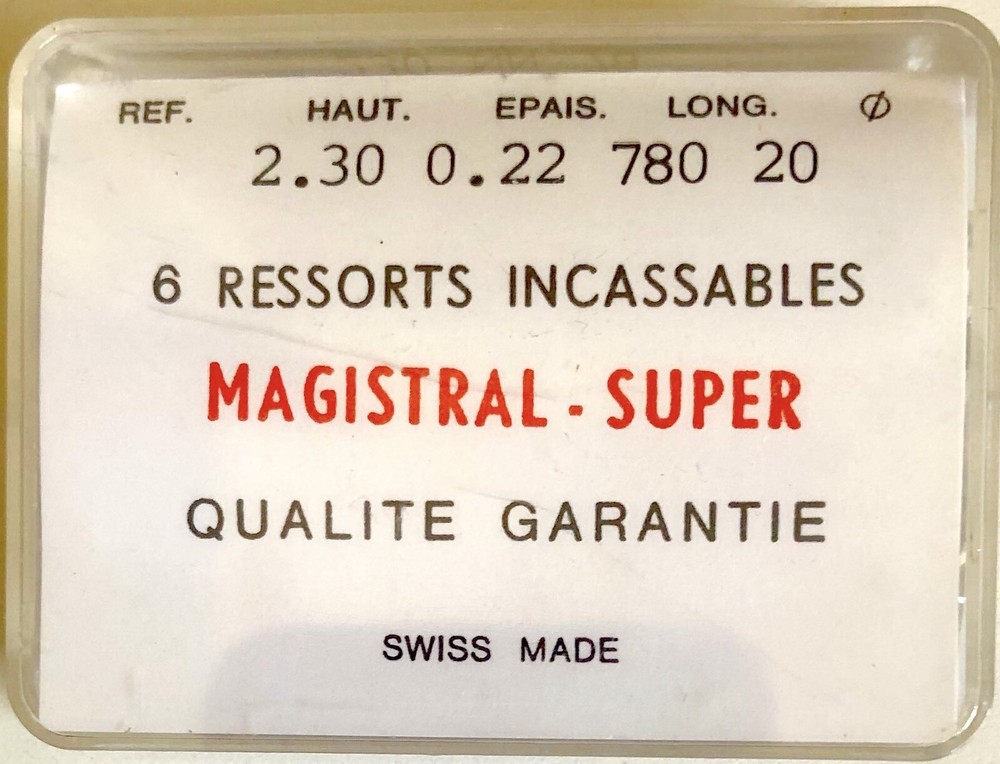 REF. HAUT. EPAIS. LONG. ∅
2.30 0.22 780 20
6 RESSORTS INCASSABLES
MAGISTRAL - SUPER
QUALITE GARANTIE
SWISS MADE